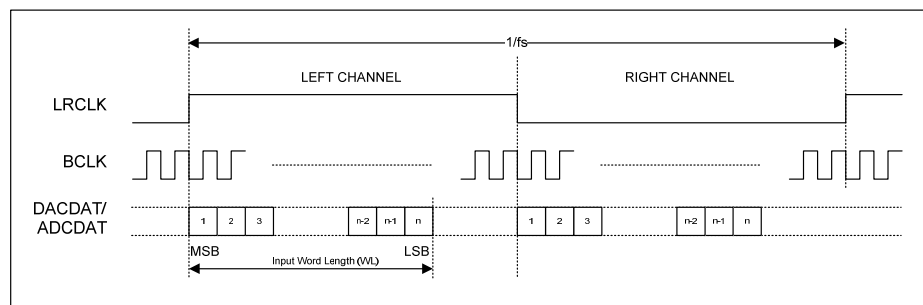 1/fs
LEFT CHANNEL RIGHT CHANNEL
LRCLK
BCLK
DACDAT/
ADCDAT
1 2 3 n-2 n-1 n 1 2 3 n-2 n-1 n
MSB LSB
Input Word Length (WL)